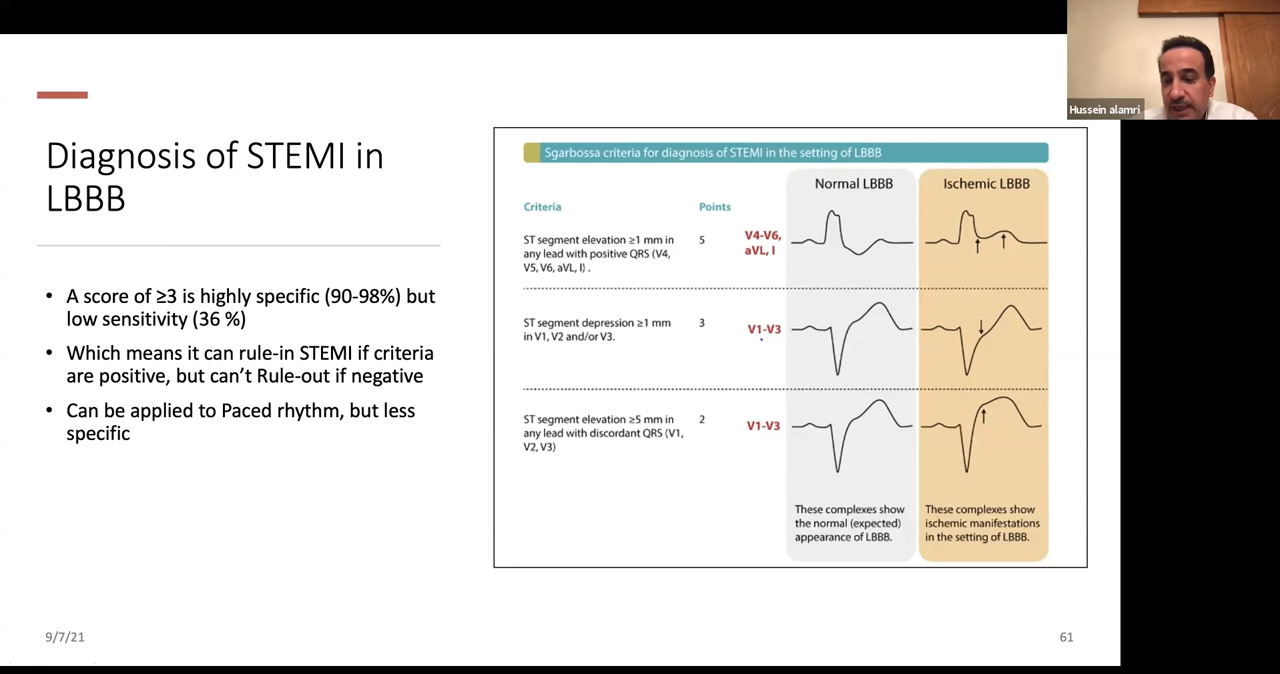 Hussein alamri
Diagnosis of STEMI in
LBBB
• A score of ≥3 is highly specific (90-98%) but
low sensitivity (36 %)
• Which means it can rule-in STEMI if criteria
are positive, but can’t Rule-out if negative
• Can be applied to Paced rhythm, but less
specific
Sgarbossa criteria for diagnosis of STEMI in the setting of LBBB
Criteria
Points
Normal LBBB
Ischemic LBBB
ST segment elevation ≥1 mm in
any lead with positive QRS (V4,
V5, V6, aVL, I) .
5
V4-V6,
aVL, I
ST segment depression ≥1 mm
in V1, V2 and/or V3.
3
V1-V3
ST segment elevation ≥5 mm in
any lead with discordant QRS (V1,
V2, V3)
2
V1-V3
These complexes show
the normal (expected)
appearance of LBBB.
These complexes show
ischemic manifestations
in the setting of LBBB.
9/7/21
61